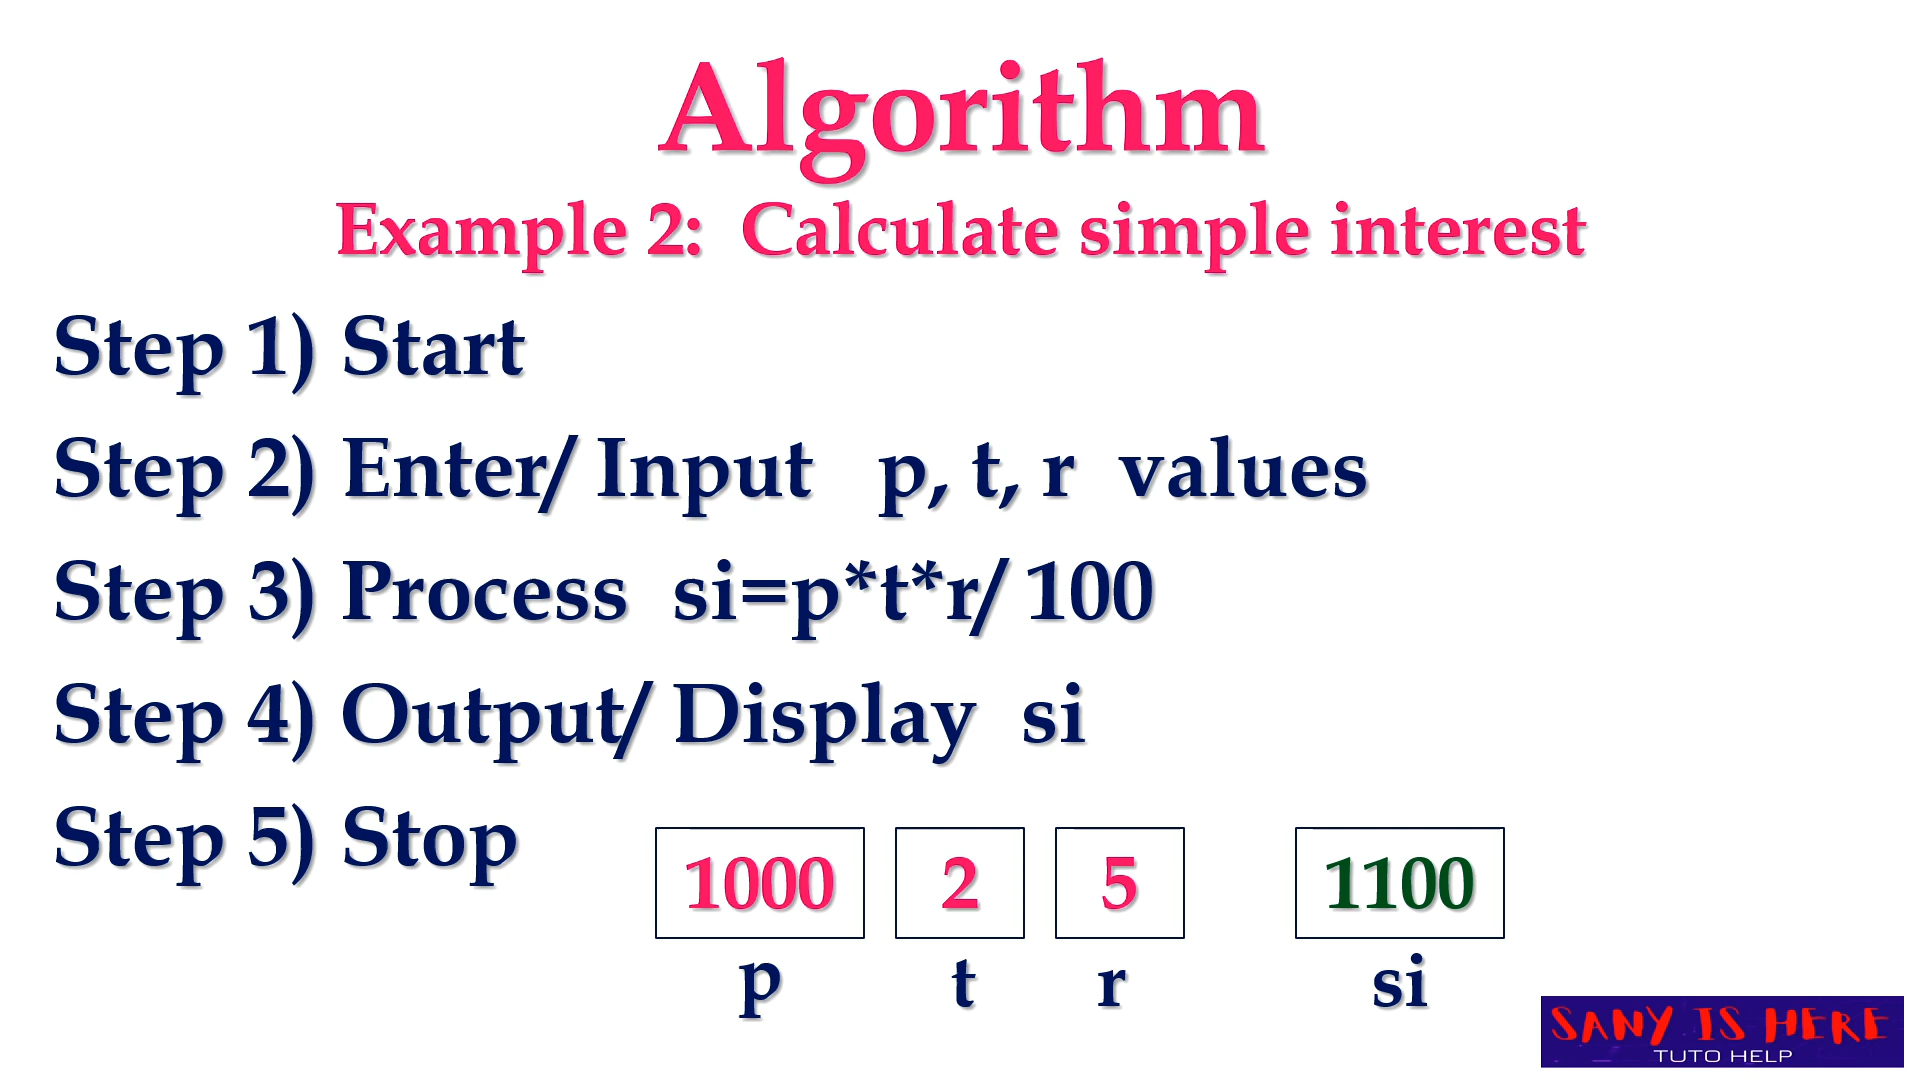 Algorithm
Example 2: Calculate simple interest
Step 1) Start
Step 2) Enter/ Input p, t, r values
Step 3) Process si=p*t*r/ 100
Step 4) Output/ Display si
Step 5) Stop
1000 2 5 1100
p t r si
SANY IS HERE
TUTO HELP